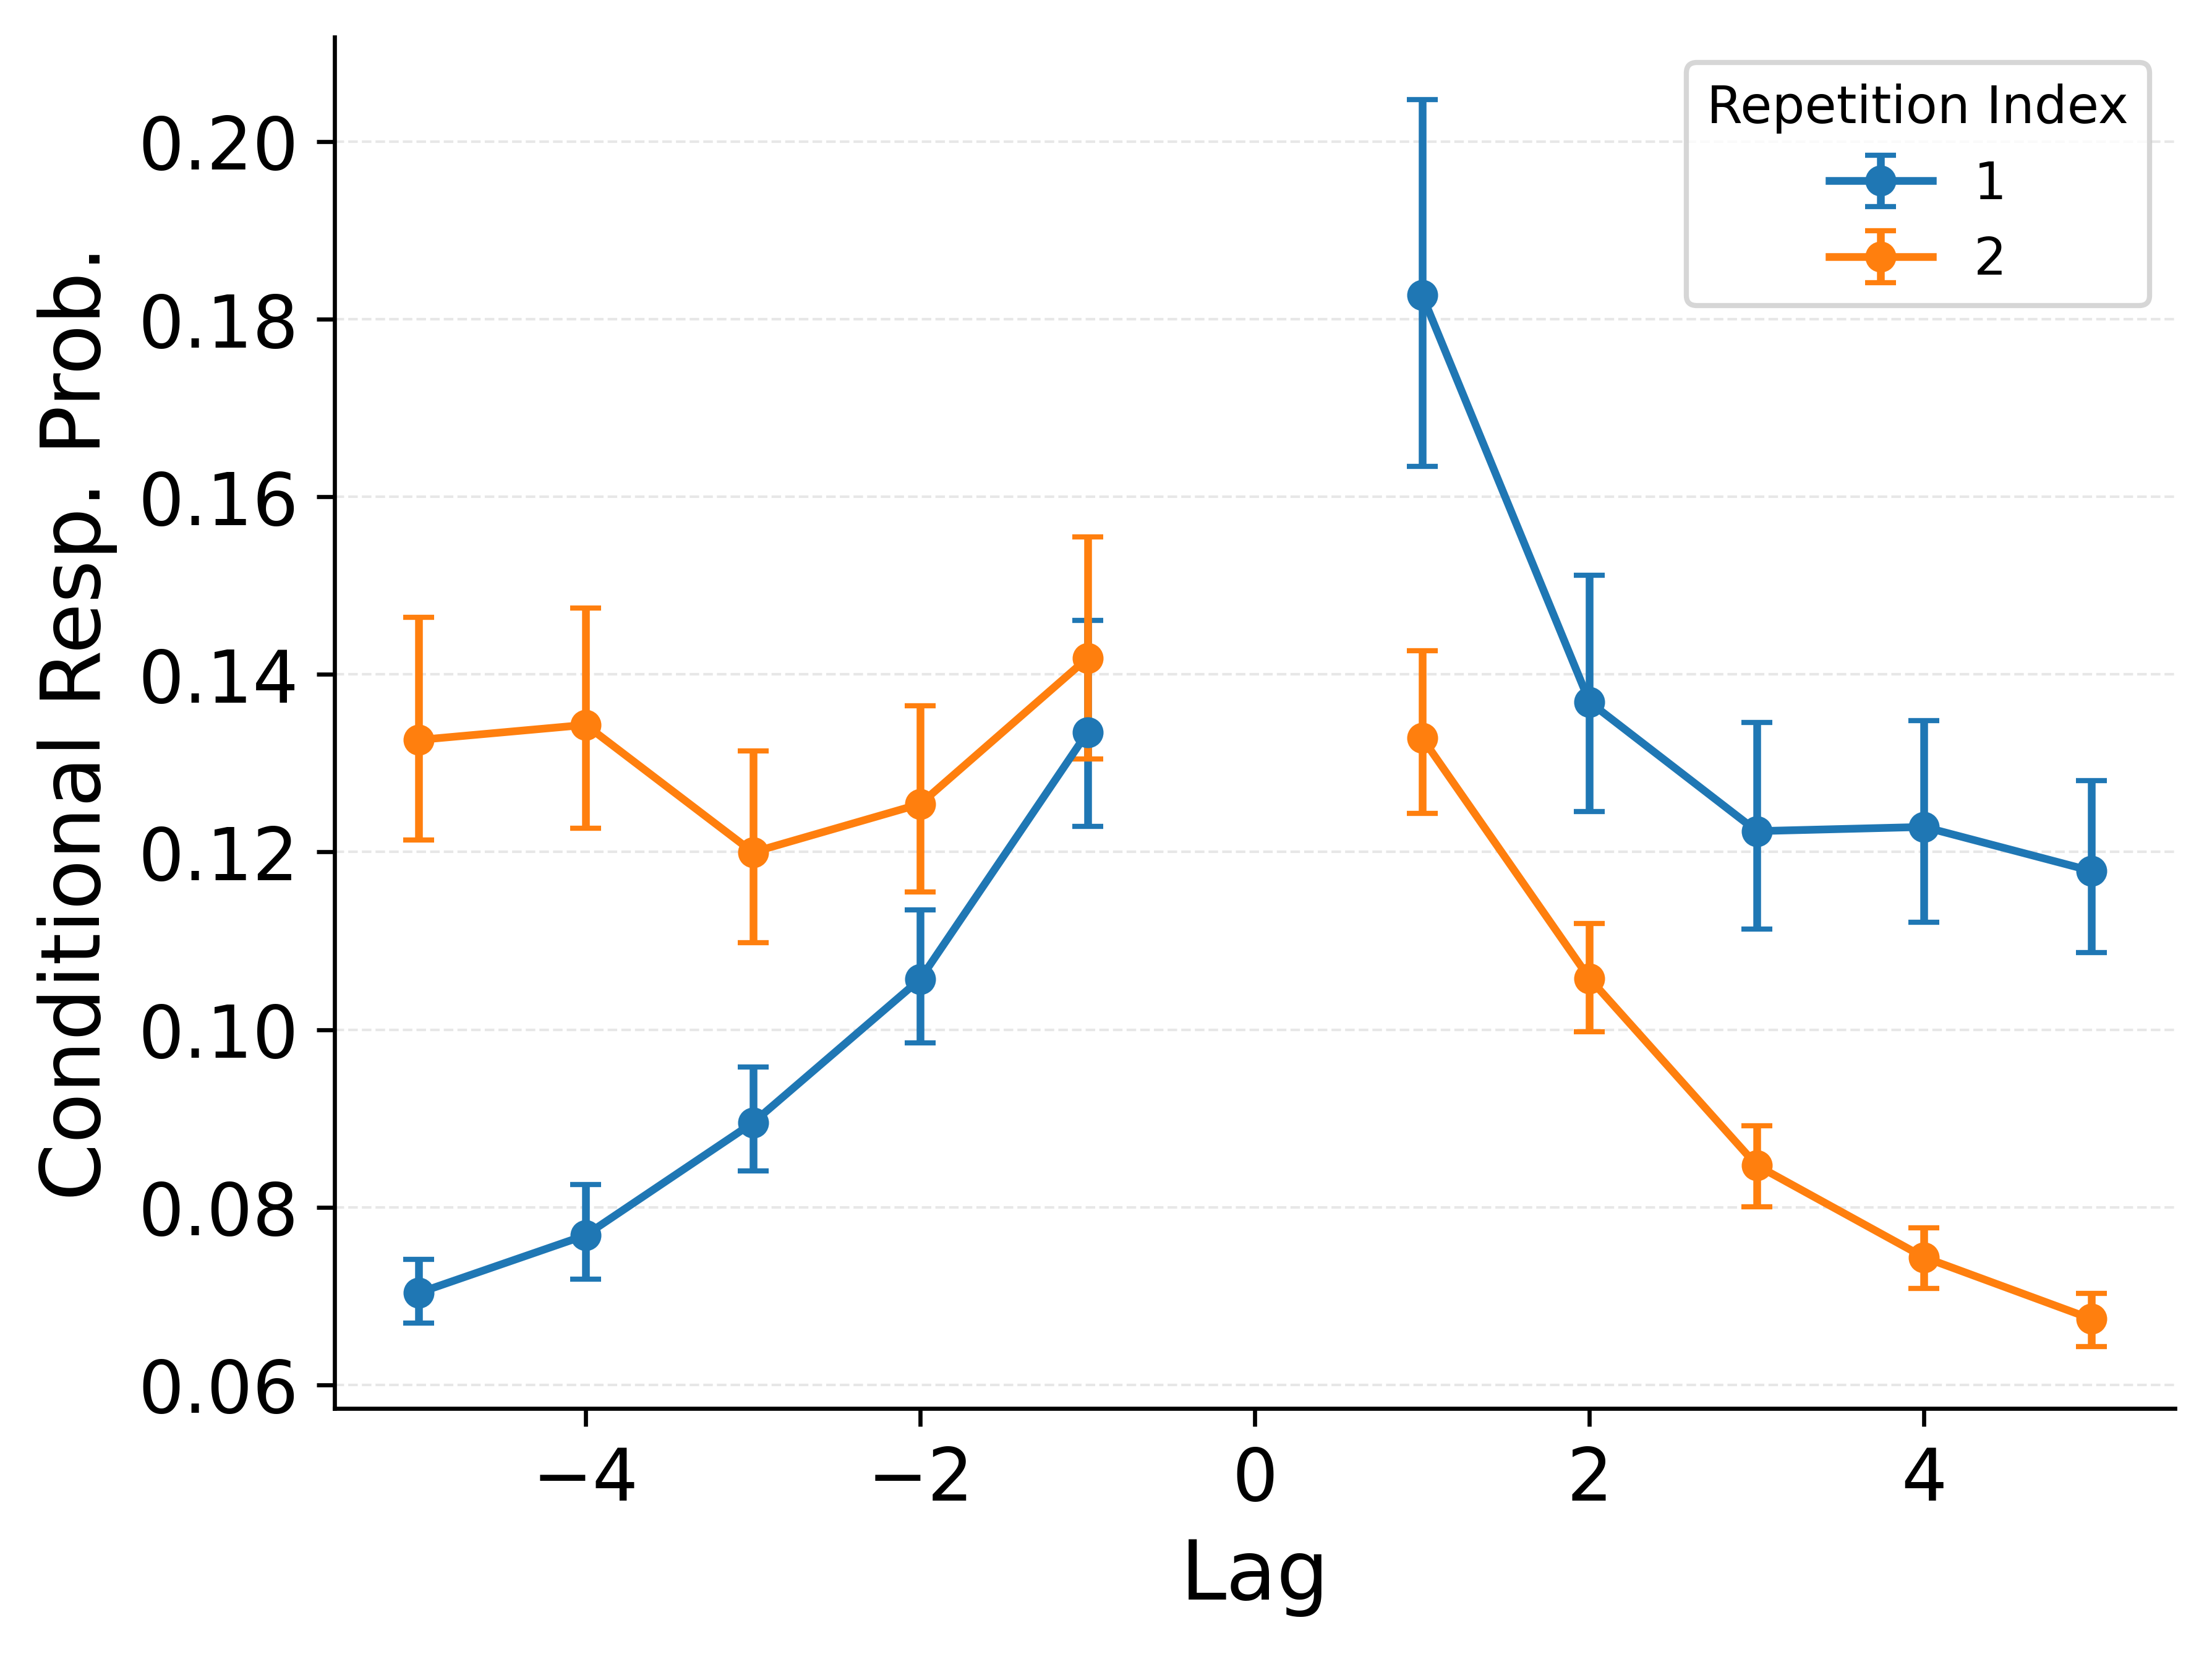 Conditional Resp. Prob.
0.20
0.18
0.16
0.14
0.12
0.10
0.08
0.06
−4 −2 0 2 4
Lag
Repetition Index
1
2